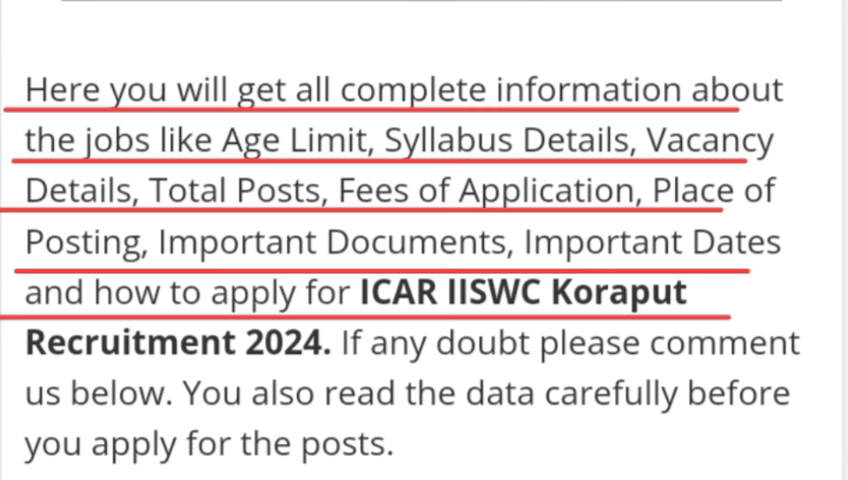 Here you will get all complete information about
the jobs like Age Limit, Syllabus Details, Vacancy
Details, Total Posts, Fees of Application, Place of
Posting, Important Documents, Important Dates
and how to apply for ICAR IISWC Koraput
Recruitment 2024. If any doubt please comment
us below. You also read the data carefully before
you apply for the posts.